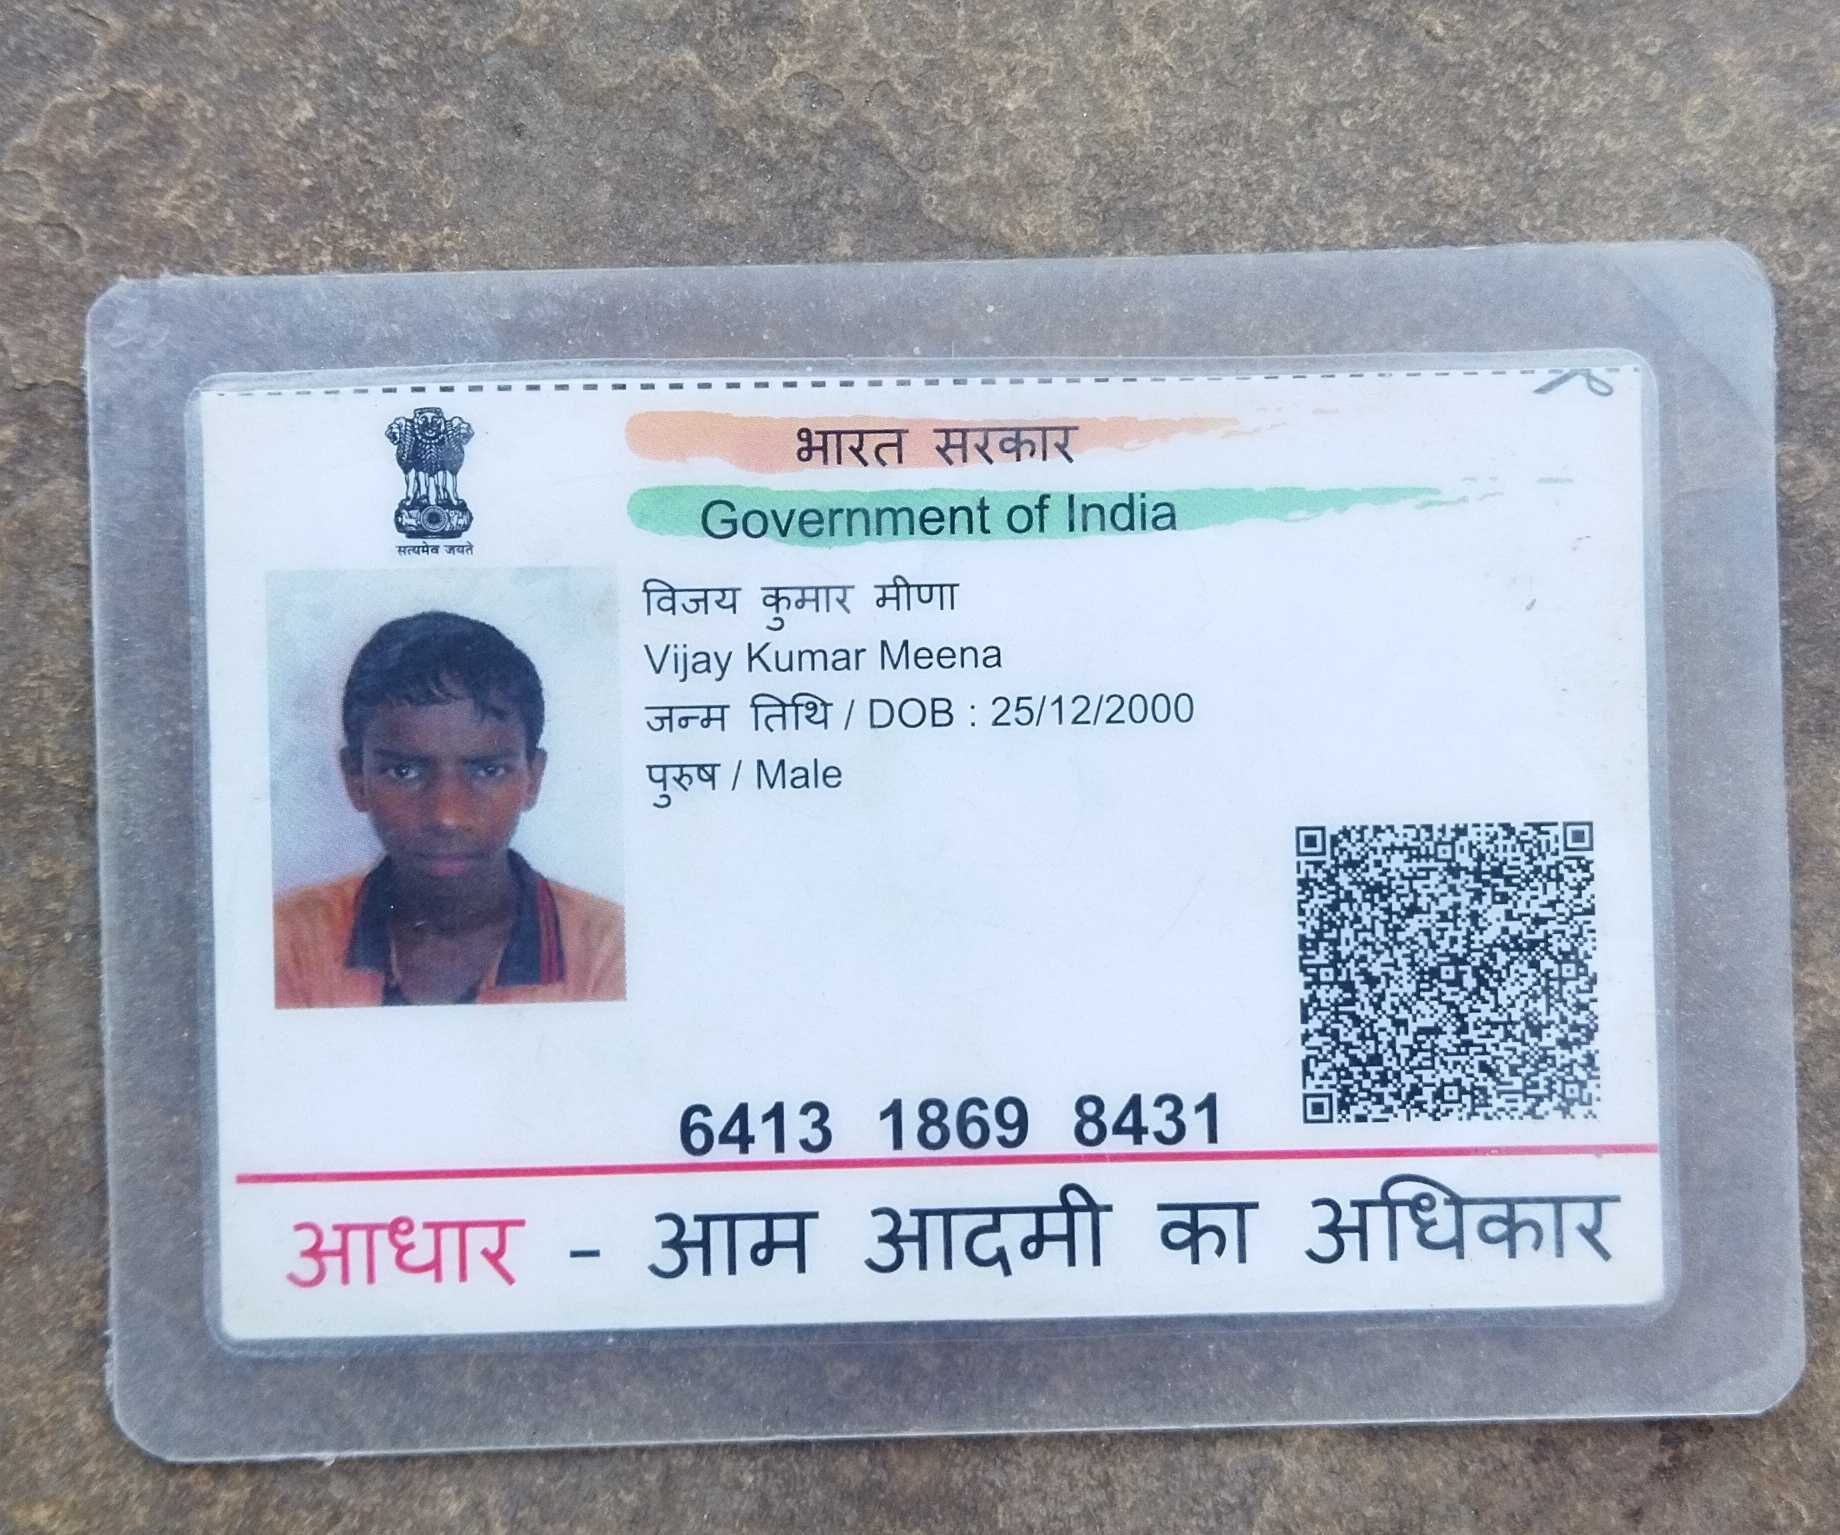 सत्यमेव जयते
भारत सरकार
Government of India
विजय कुमार मीणा
Vijay Kumar Meena
जन्म तिथि / DOB : 25/12/2000
पुरुष / Male
6413 1869 8431
आधार - आम आदमी का अधिकार